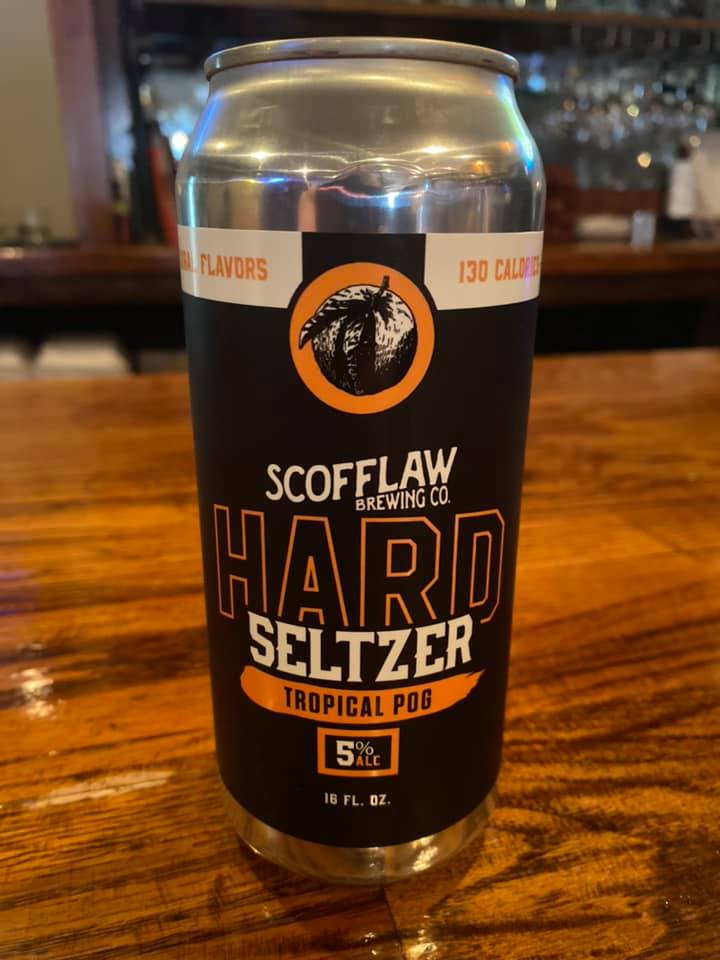 FLAVORS
130 CALORIES
SCOFFLAW
BREWING CO.
HARD
SELTZER
TROPICAL POG
5% ALC
16 FL. OZ.